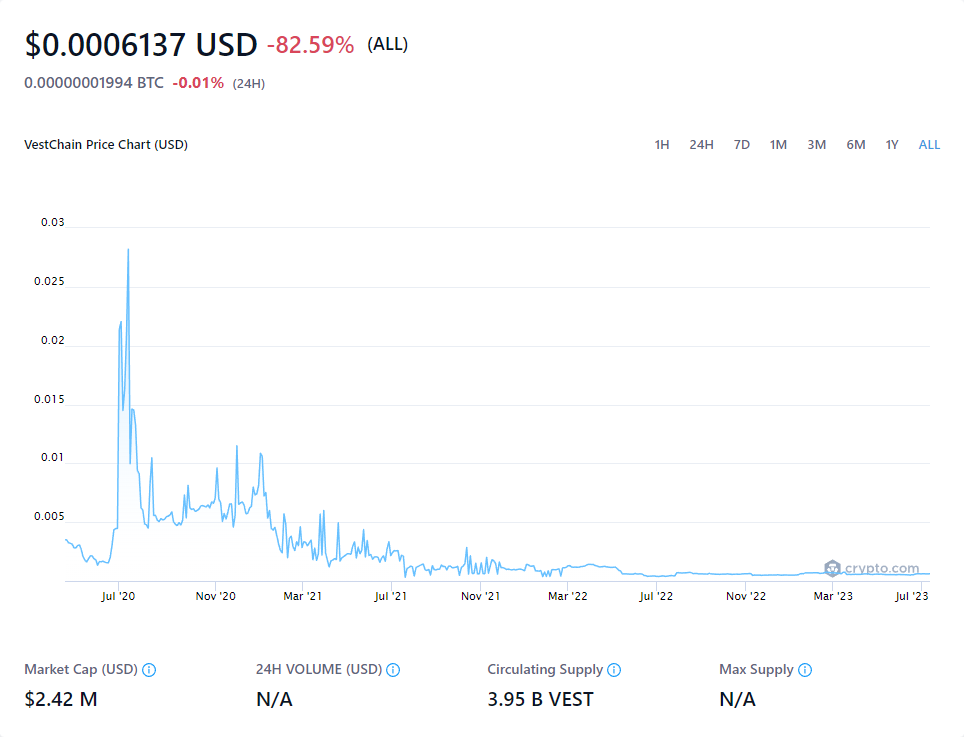 $0.0006137 USD -82.59% (ALL)
0.00000001994 BTC -0.01% (24H)
VestChain Price Chart (USD) 1H 24H 7D 1M 3M 6M 1Y ALL
0.03
0.025
0.02
0.015
0.01
0.005
crypto.com
Jul '20 Nov '20 Mar '21 Jul '21 Nov '21 Mar '22 Jul '22 Nov '22 Mar '23 Jul '23
Market Cap (USD) 24H VOLUME (USD) Circulating Supply Max Supply
$2.42 M N/A 3.95 B VEST N/A